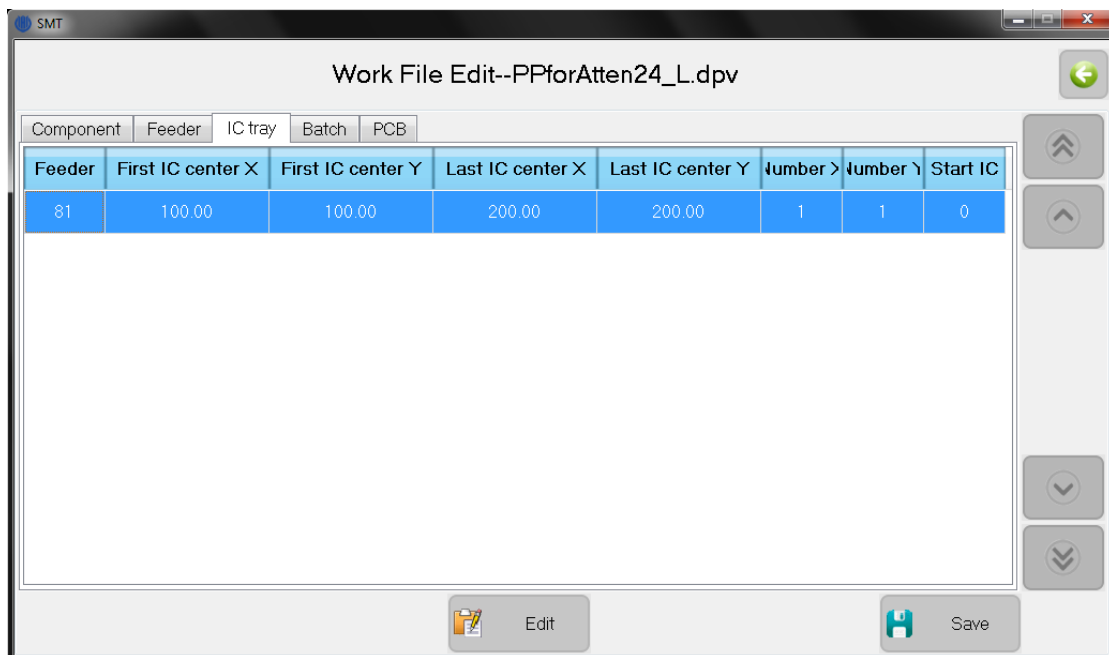 SMT
Work File Edit--PPforAtten24_L.dpv
Component Feeder IC tray Batch PCB
Feeder First IC center X First IC center Y Last IC center X Last IC center Y Number X Number Y Start IC
81 100.00 100.00 200.00 200.00 1 1 0
Edit Save